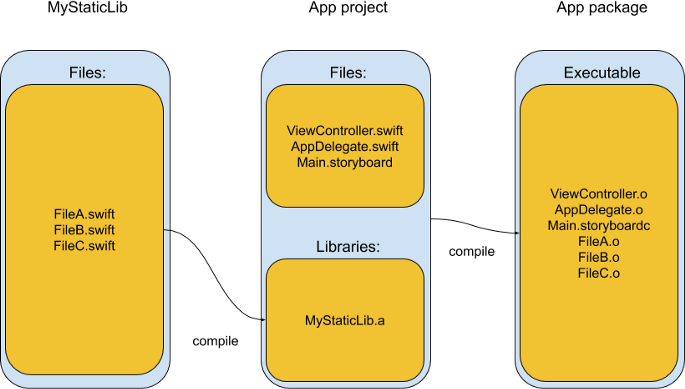 MyStaticLib
Files:
FileA.swift
FileB.swift
FileC.swift
compile
App project
Files:
ViewController.swift
AppDelegate.swift
Main.storyboard
Libraries:
MyStaticLib.a
compile
App package
Executable
ViewController.o
AppDelegate.o
Main.storyboardc
FileA.o
FileB.o
FileC.o